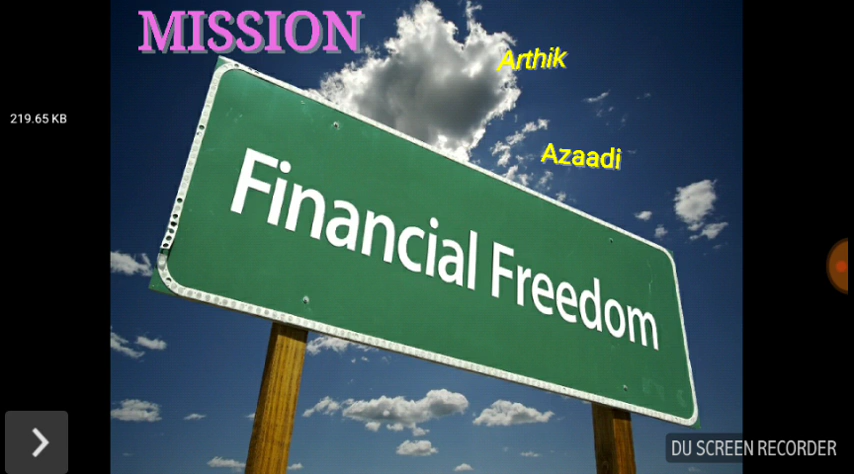 MISSION
Arthik
219.65 KB
Azaadi
Financial Freedom
DU SCREEN RECORDER